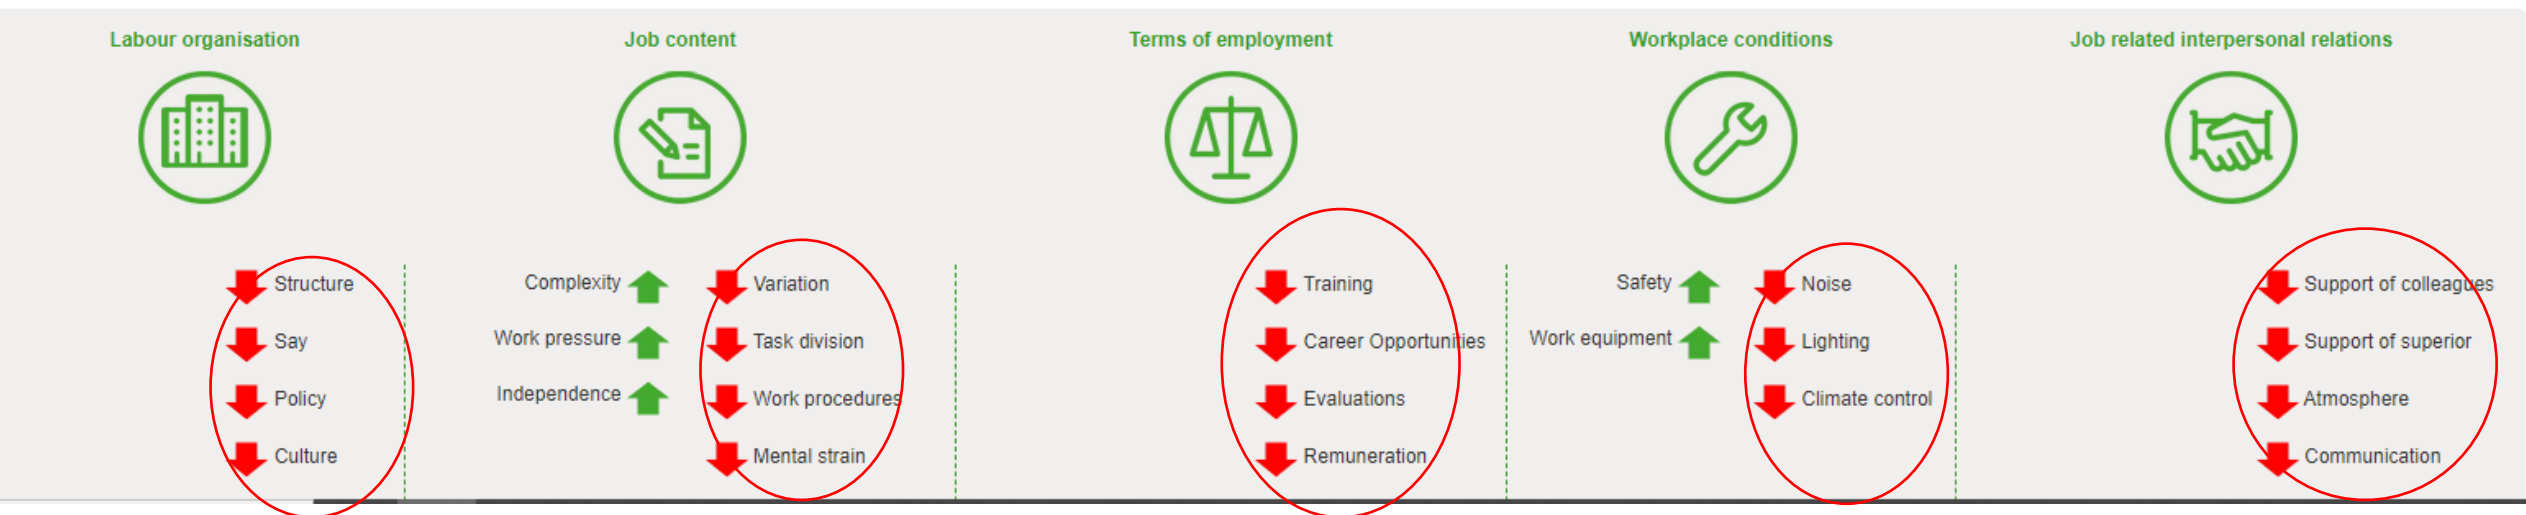 Labour organisation
Structure
Say
Policy
Culture
Job content
Complexity
Work pressure
Independence
Variation
Task division
Work procedures
Mental strain
Terms of employment
Training
Career Opportunities
Evaluations
Remuneration
Workplace conditions
Safety
Work equipment
Noise
Lighting
Climate control
Job related interpersonal relations
Support of colleagues
Support of superior
Atmosphere
Communication